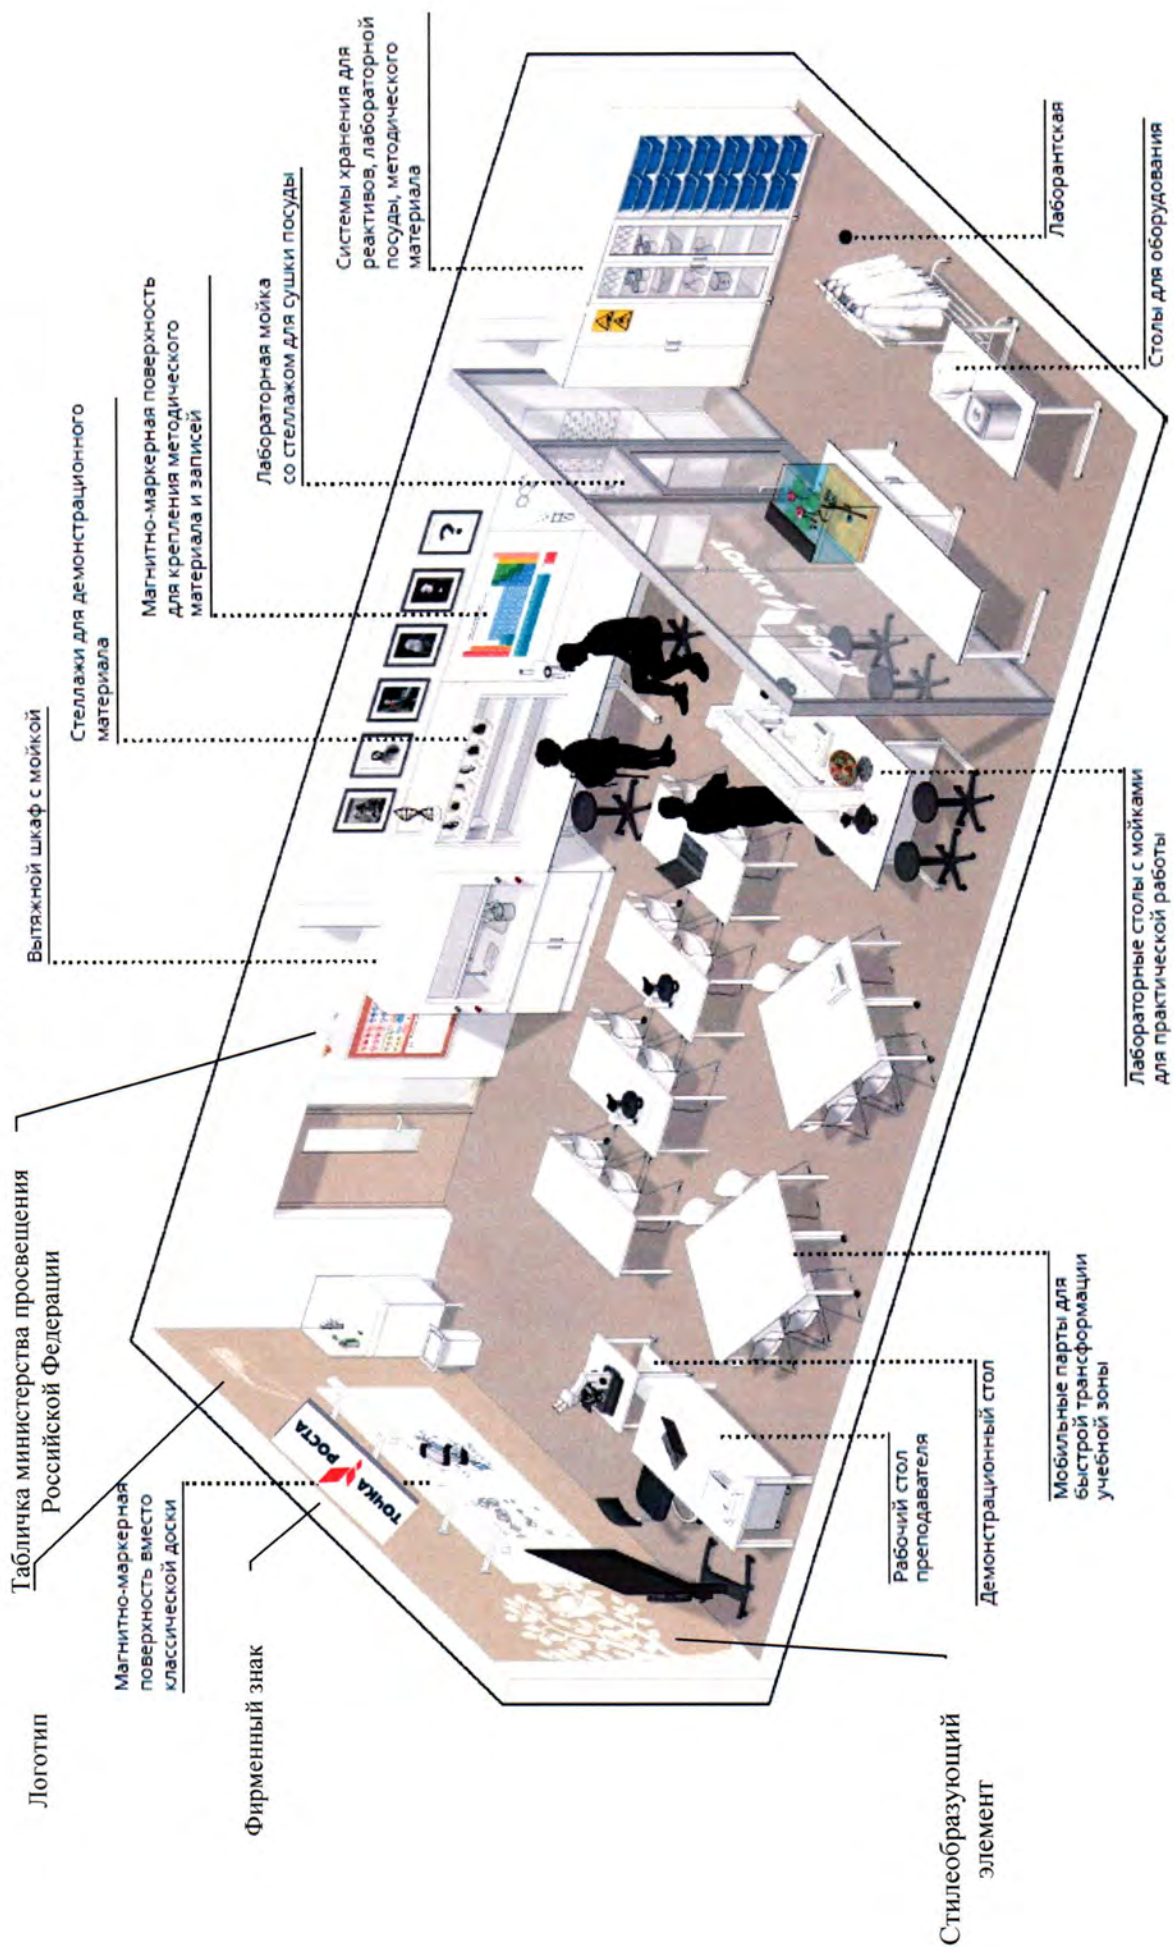 Логотип
Табличка министерства просвещения
Российской Федерации
Вытяжной шкаф с мойкой
Стеллажи для демонстрационного
материала
Магнитно-маркерная поверхность
для крепления методического
материала и записей
Лабораторная мойка
со стеллажом для сушки посуды
Системы хранения для
реактивов, лабораторной
посуды, методического
материала
Магнитно-маркерная
поверхность вместо
классической доски
Фирменный знак
ТОЧКА РОСТА
?
ТОЧКА РОСТА
Стилеобразующий
элемент
Рабочий стол
преподавателя
Демонстрационный стол
Мобильные парты для
быстрой трансформации
учебной зоны
Лабораторные столы с мойками
для практической работы
Лаборантская
Столы для оборудования